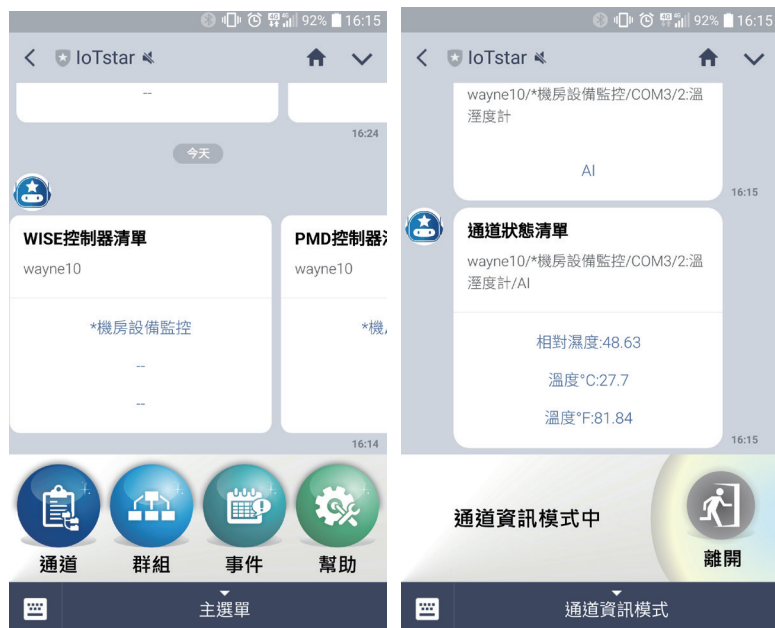 92% 16:15
IoTstar
--
16:24
今天
WISE控制器清單
wayne10
*機房設備監控
--
--
PMD控制器
wayne10
*機
16:14
通道
群組
事件
幫助
主選單
92% 16:15
IoTstar
wayne10/*機房設備監控/COM3/2:溫
溼度計
AI
16:15
通道狀態清單
wayne10/*機房設備監控/COM3/2:溫
溼度計/AI
相對濕度:48.63
溫度°C:27.7
溫度°F:81.84
16:15
通道資訊模式中
離開
通道資訊模式